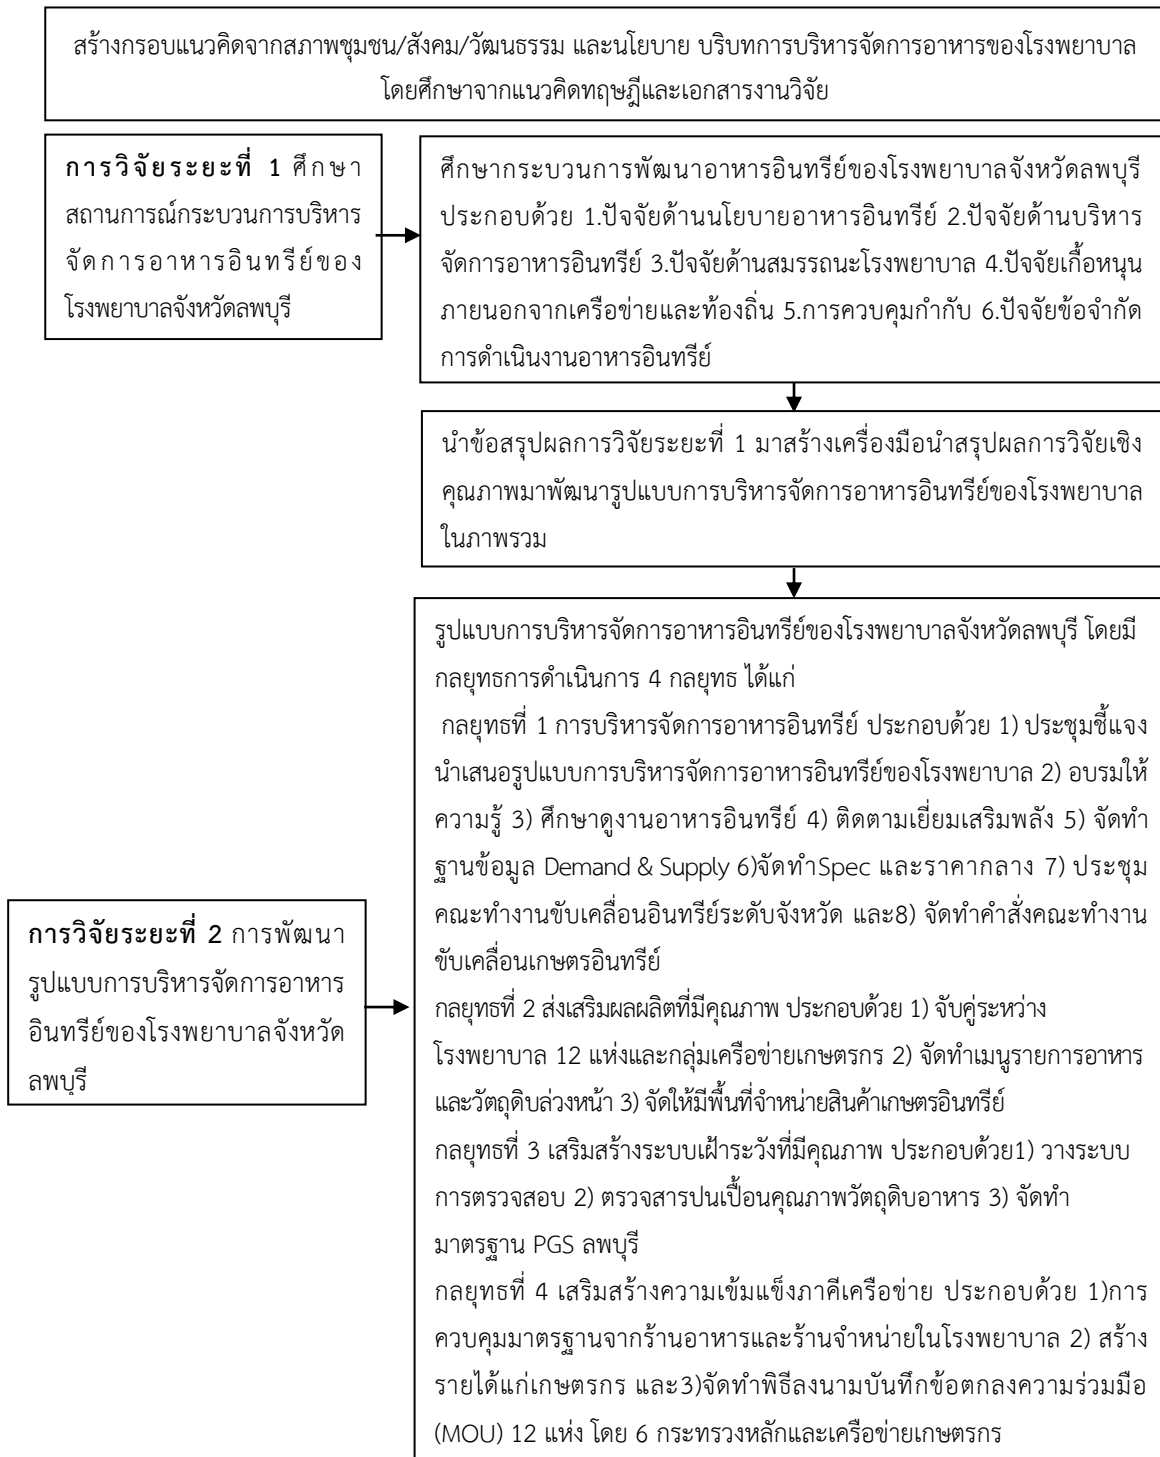 สร้างกรอบแนวคิดจากสภาพชุมชน/สังคม/วัฒนธรรม และนโยบาย บริบทการบริหารจัดการอาหารของโรงพยาบาล
โดยศึกษาจากแนวคิดทฤษฎีและเอกสารงานวิจัย
การวิจัยระยะที่ 1 ศึกษา
สถานการณ์กระบวนการบริหาร
จัดการอาหารอินทรีย์ของ
โรงพยาบาลจังหวัดลพบุรี
ศึกษากระบวนการพัฒนาอาหารอินทรีย์ของโรงพยาบาลจังหวัดลพบุรี
ประกอบด้วย 1.ปัจจัยด้านนโยบายอาหารอินทรีย์ 2.ปัจจัยด้านบริหาร
จัดการอาหารอินทรีย์ 3.ปัจจัยด้านสมรรถนะโรงพยาบาล 4.ปัจจัยเกื้อหนุน
ภายนอกจากเครือข่ายและท้องถิ่น 5.การควบคุมกำกับ 6.ปัจจัยข้อจำกัด
การดำเนินงานอาหารอินทรีย์
นำข้อสรุปผลการวิจัยระยะที่ 1 มาสร้างเครื่องมือนำสรุปผลการวิจัยเชิง
คุณภาพมาพัฒนารูปแบบการบริหารจัดการอาหารอินทรีย์ของโรงพยาบาล
ในภาพรวม
การวิจัยระยะที่ 2 การพัฒนา
รูปแบบการบริหารจัดการอาหาร
อินทรีย์ของโรงพยาบาลจังหวัด
ลพบุรี
รูปแบบการบริหารจัดการอาหารอินทรีย์ของโรงพยาบาลจังหวัดลพบุรี โดยมี
กลยุทธการดำเนินการ 4 กลยุทธ ได้แก่
กลยุทธที่ 1 การบริหารจัดการอาหารอินทรีย์ ประกอบด้วย 1) ประชุมชี้แจง
นำเสนอรูปแบบการบริหารจัดการอาหารอินทรีย์ของโรงพยาบาล 2) อบรมให้
ความรู้ 3) ศึกษาดูงานอาหารอินทรีย์ 4) ติดตามเยี่ยมเสริมพลัง 5) จัดทำ
ฐานข้อมูล Demand & Supply 6)จัดทำSpec และราคากลาง 7) ประชุม
คณะทำงานขับเคลื่อนอินทรีย์ระดับจังหวัด และ8) จัดทำคำสั่งคณะทำงาน
ขับเคลื่อนเกษตรอินทรีย์
กลยุทธที่ 2 ส่งเสริมผลผลิตที่มีคุณภาพ ประกอบด้วย 1) จับคู่ระหว่าง
โรงพยาบาล 12 แห่งและกลุ่มเครือข่ายเกษตรกร 2) จัดทำเมนูรายการอาหาร
และวัตถุดิบล่วงหน้า 3) จัดให้มีพื้นที่จำหน่ายสินค้าเกษตรอินทรีย์
กลยุทธที่ 3 เสริมสร้างระบบเฝ้าระวังที่มีคุณภาพ ประกอบด้วย1) วางระบบ
การตรวจสอบ 2) ตรวจสารปนเปื้อนคุณภาพวัตถุดิบอาหาร 3) จัดทำ
มาตรฐาน PGS ลพบุรี
กลยุทธที่ 4 เสริมสร้างความเข้มแข็งภาคีเครือข่าย ประกอบด้วย 1)การ
ควบคุมมาตรฐานจากร้านอาหารและร้านจำหน่ายในโรงพยาบาล 2) สร้าง
รายได้แก่เกษตรกร และ3)จัดทำพิธีลงนามบันทึกข้อตกลงความร่วมมือ
(MOU) 12 แห่ง โดย 6 กระทรวงหลักและเครือข่ายเกษตรกร